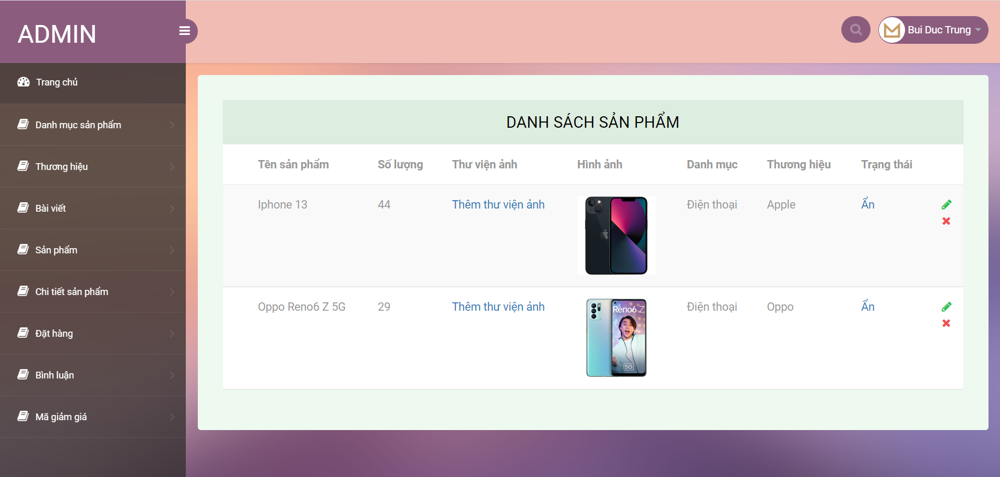 ADMIN
Bui Duc Trung
Trang chủ
Danh mục sản phẩm
Thương hiệu
Bài viết
Sản phẩm
Chi tiết sản phẩm
Đặt hàng
Bình luận
Mã giảm giá
DANH SÁCH SẢN PHẨM
Tên sản phẩm Số lượng Thư viện ảnh Hình ảnh Danh mục Thương hiệu Trạng thái
Iphone 13 44 Thêm thư viện ảnh Điện thoại Apple Ẩn
Oppo Reno6 Z 5G 29 Thêm thư viện ảnh Điện thoại Oppo Ẩn
Reno6 Z
5G